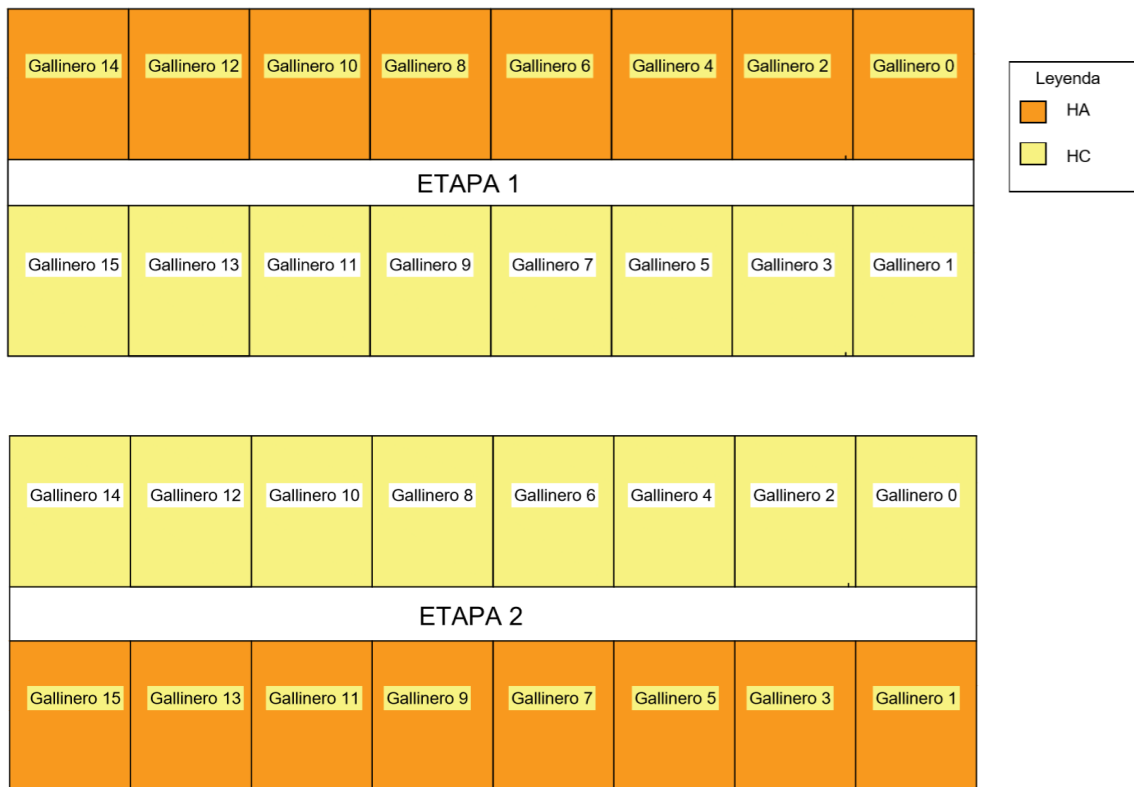 Gallinero 14
Gallinero 12
Gallinero 10
Gallinero 8
Gallinero 6
Gallinero 4
Gallinero 2
Gallinero 0
ETAPA 1
Gallinero 15
Gallinero 13
Gallinero 11
Gallinero 9
Gallinero 7
Gallinero 5
Gallinero 3
Gallinero 1
Leyenda
HA
HC
Gallinero 14
Gallinero 12
Gallinero 10
Gallinero 8
Gallinero 6
Gallinero 4
Gallinero 2
Gallinero 0
ETAPA 2
Gallinero 15
Gallinero 13
Gallinero 11
Gallinero 9
Gallinero 7
Gallinero 5
Gallinero 3
Gallinero 1